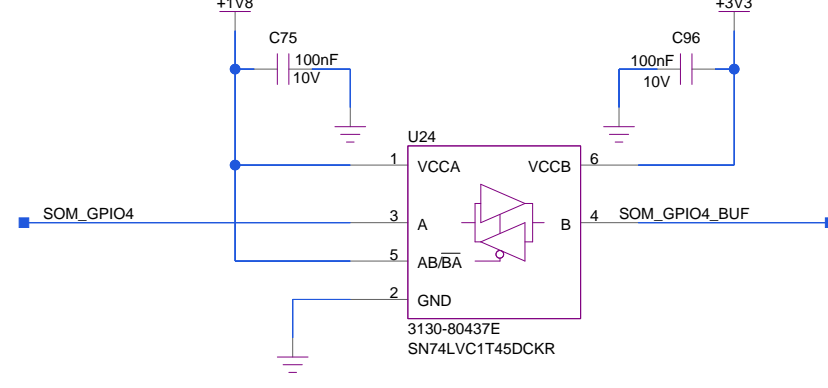 +1V8
+3V3
C75
100nF
10V
C96
100nF
10V
U24
1
VCCA
VCCB
6
SOM_GPIO4
3
A
B
4
SOM_GPIO4_BUF
5
AB/B̅A̅
2
GND
3130-80437E
SN74LVC1T45DCKR